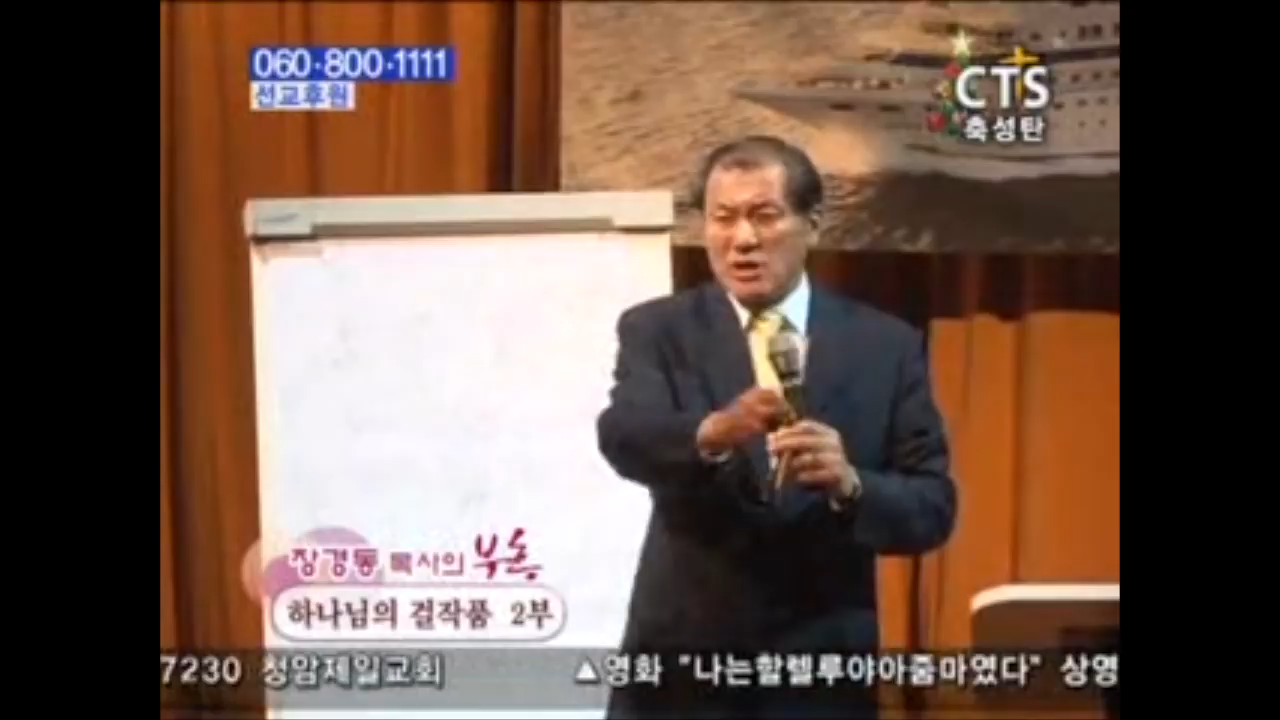 060·800·1111
선교후원
CTS
축성탄
장경동 목사의 부흥
하나님의 걸작품 2부
7230 성암제일교회 ▲영화 "나는할렐루야아줌마였다" 상영